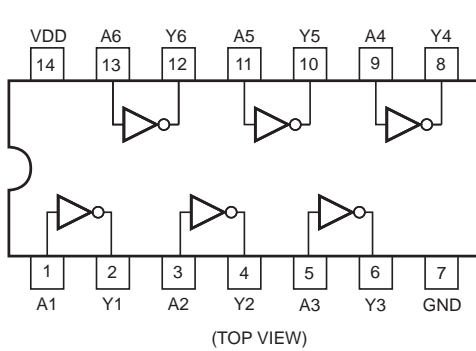 VDD A6 Y6 A5 Y5 A4 Y4
14 13 12 11 10 9 8
1 2 3 4 5 6 7
A1 Y1 A2 Y2 A3 Y3 GND
(TOP VIEW)